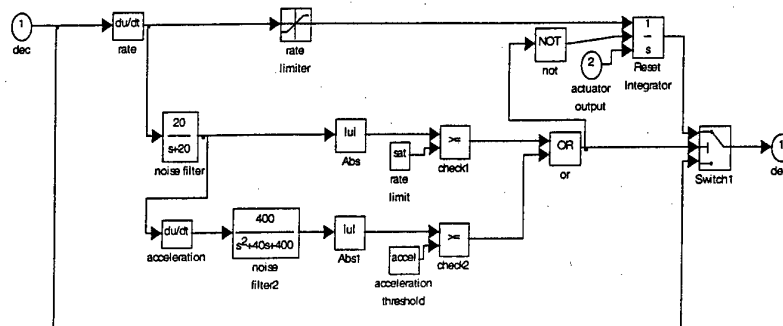 1
dec
du/dt
rate
rate
limiter
NOT
not
2
actuator
output
1
s
Reset
Integrator
20
s+20
noise filter
|u|
Abs
sat
rate
limit
>=
check1
OR
or
Switch1
1
de
du/dt
acceleration
400
s²+40s+400
noise
filter2
|u|
Abs1
accel
acceleration
threshold
>=
check2